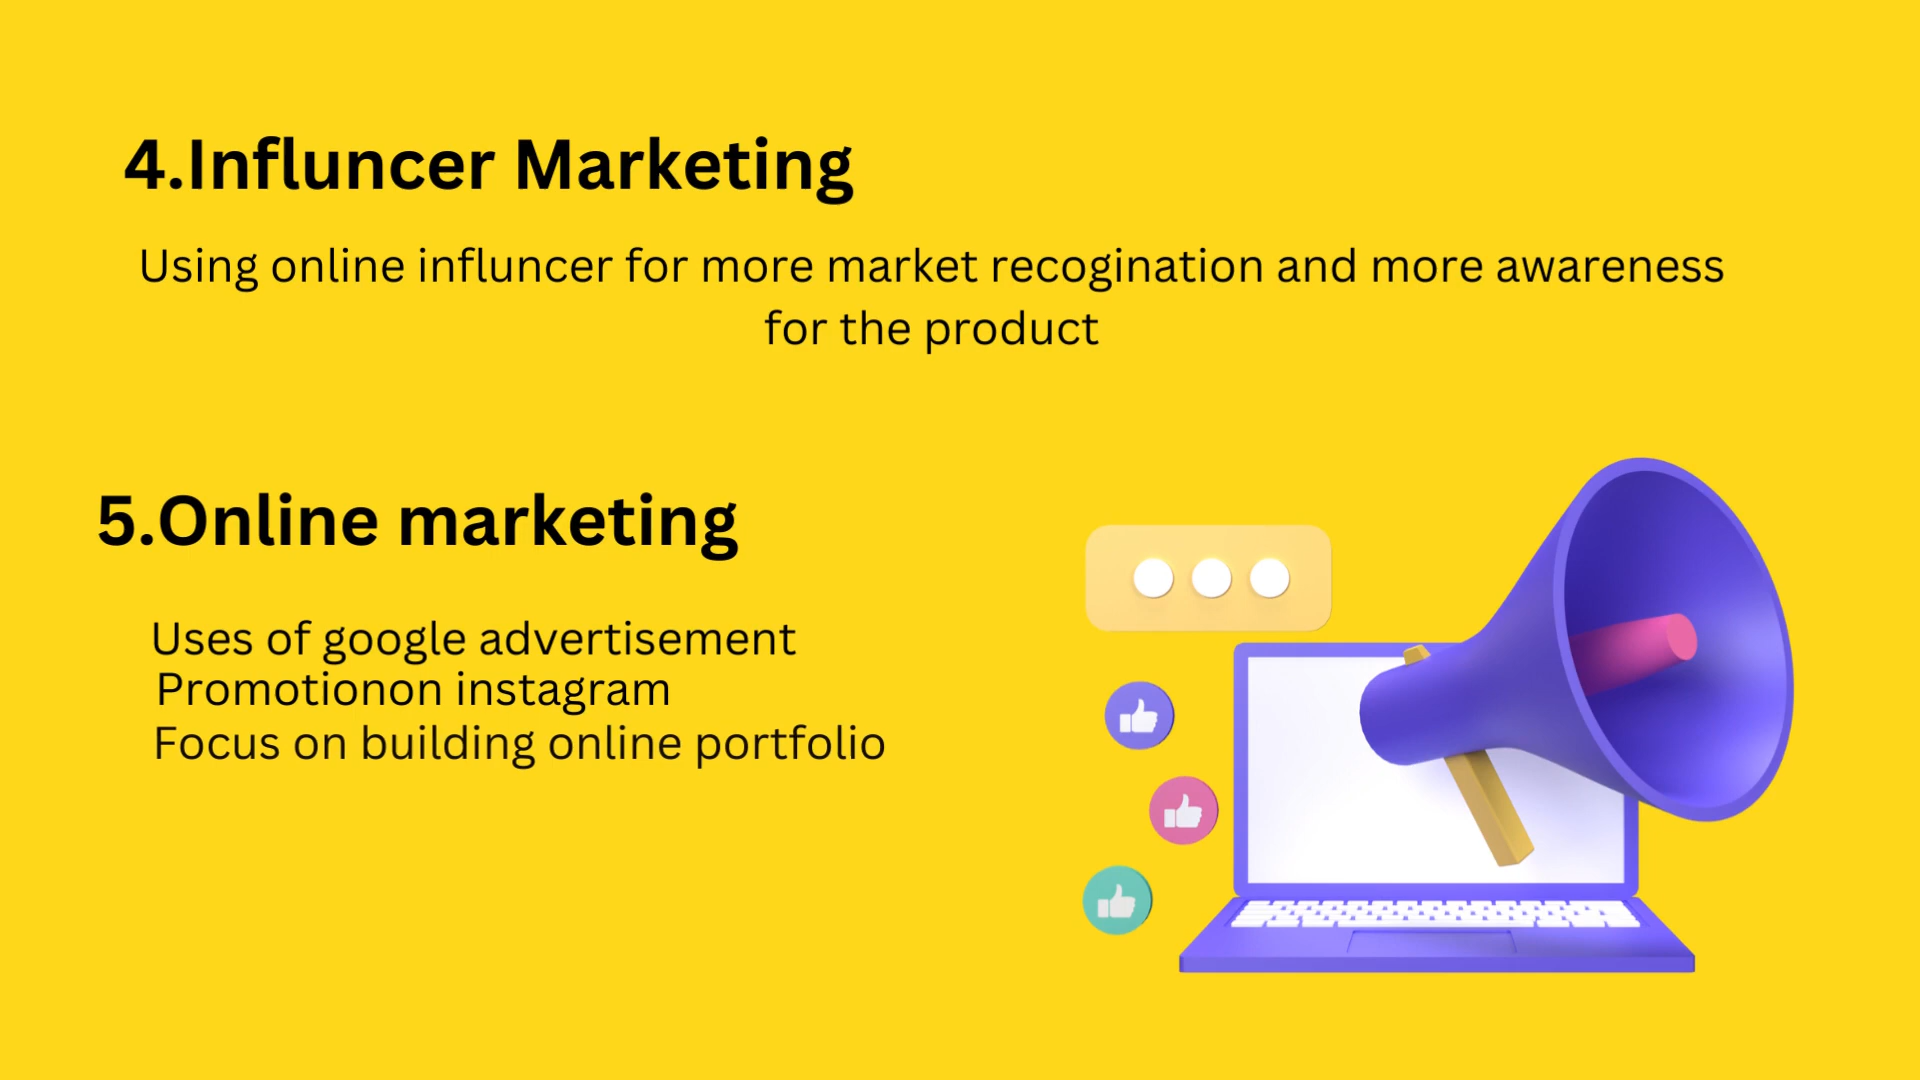 4.Influncer Marketing
Using online influncer for more market recogination and more awareness
for the product
5.Online marketing
Uses of google advertisement
Promotionon instagram
Focus on building online portfolio